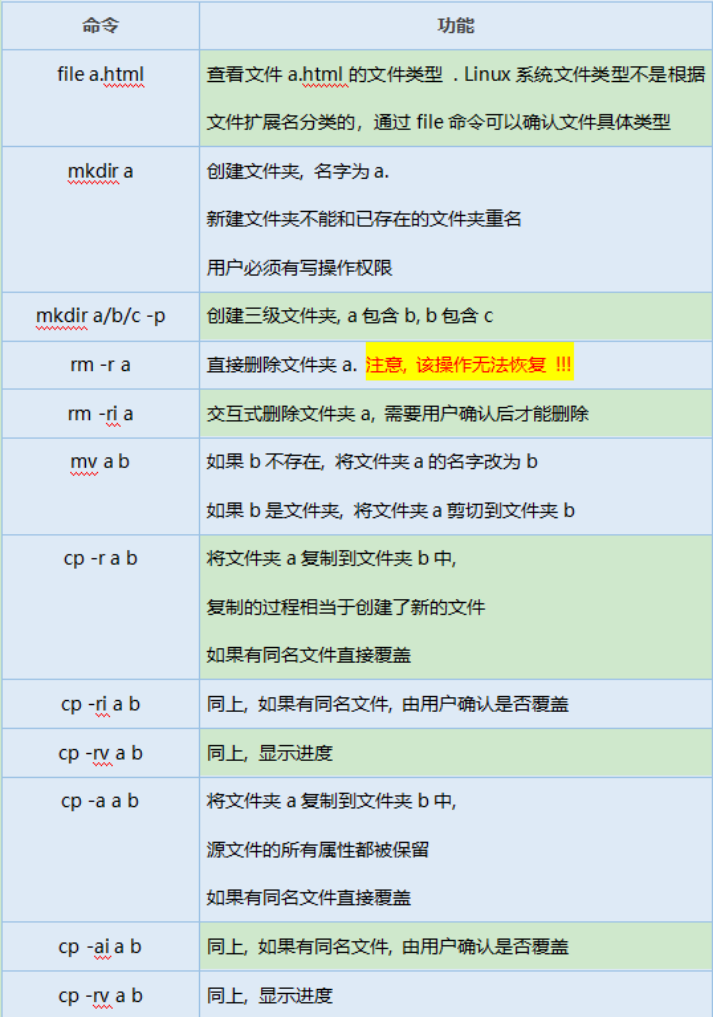 命令 功能
file a.html 查看文件 a.html 的文件类型 . Linux 系统文件类型不是根据
文件扩展名分类的，通过 file 命令可以确认文件具体类型
mkdir a 创建文件夹, 名字为 a.
新建文件夹不能和已存在的文件夹重名
用户必须有写操作权限
mkdir a/b/c -p 创建三级文件夹, a 包含 b, b 包含 c
rm -r a 直接删除文件夹 a. 注意, 该操作无法恢复 !!!
rm -ri a 交互式删除文件夹 a, 需要用户确认后才能删除
mv a b 如果 b 不存在, 将文件夹 a 的名字改为 b
如果 b 是文件夹, 将文件夹 a 剪切到文件夹 b
cp -r a b 将文件夹 a 复制到文件夹 b 中,
复制的过程相当于创建了新的文件
如果有同名文件直接覆盖
cp -ri a b 同上, 如果有同名文件, 由用户确认是否覆盖
cp -rv a b 同上, 显示进度
cp -a a b 将文件夹 a 复制到文件夹 b 中,
源文件的所有属性都被保留
如果有同名文件直接覆盖
cp -ai a b 同上, 如果有同名文件, 由用户确认是否覆盖
cp -rv a b 同上, 显示进度